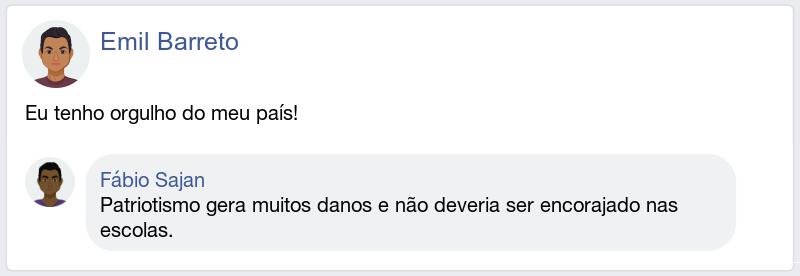 Emil Barreto
Eu tenho orgulho do meu país!
Fábio Sajan
Patriotismo gera muitos danos e não deveria ser encorajado nas
escolas.